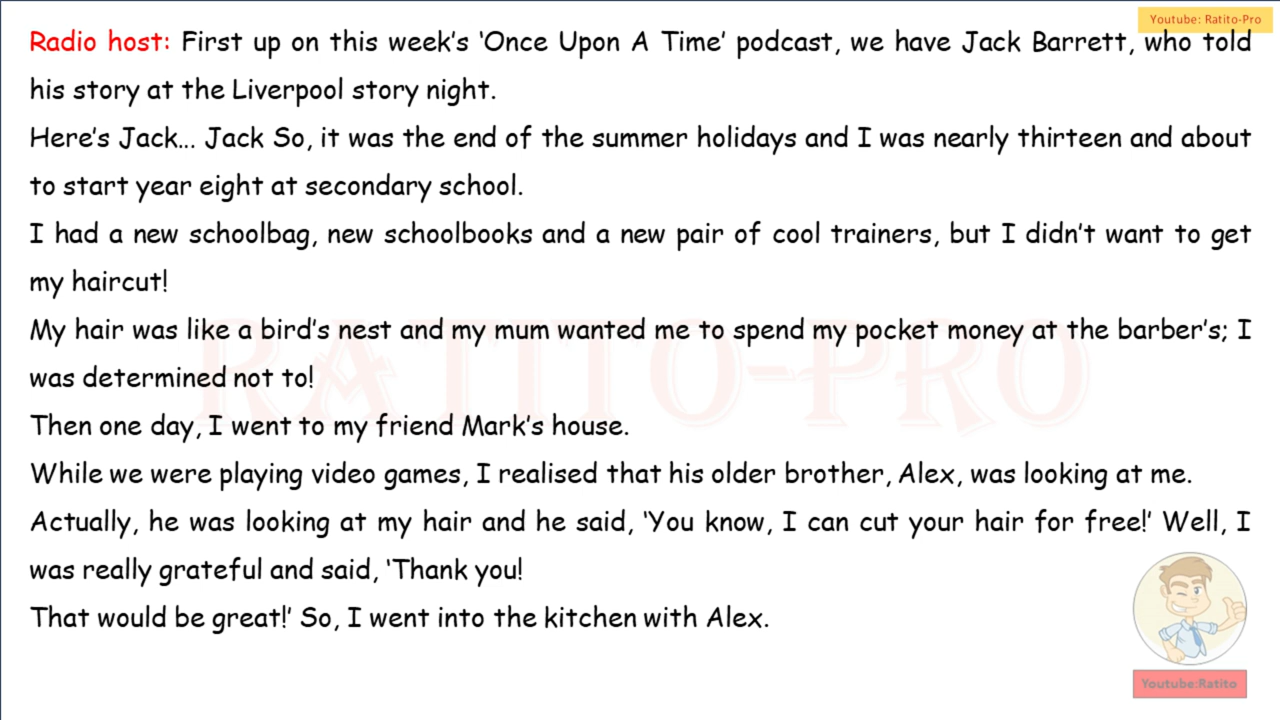 Youtube: Ratito-Pro
Radio host: First up on this week's 'Once Upon A Time' podcast, we have Jack Barrett, who told
his story at the Liverpool story night.
Here's Jack... Jack So, it was the end of the summer holidays and I was nearly thirteen and about
to start year eight at secondary school.
I had a new schoolbag, new schoolbooks and a new pair of cool trainers, but I didn't want to get
my haircut!
My hair was like a bird's nest and my mum wanted me to spend my pocket money at the barber's; I
was determined not to!
RATITO-PRO
Then one day, I went to my friend Mark's house.
While we were playing video games, I realised that his older brother, Alex, was looking at me.
Actually, he was looking at my hair and he said, 'You know, I can cut your hair for free!' Well, I
was really grateful and said, 'Thank you!
That would be great!' So, I went into the kitchen with Alex.
Youtube:Ratito